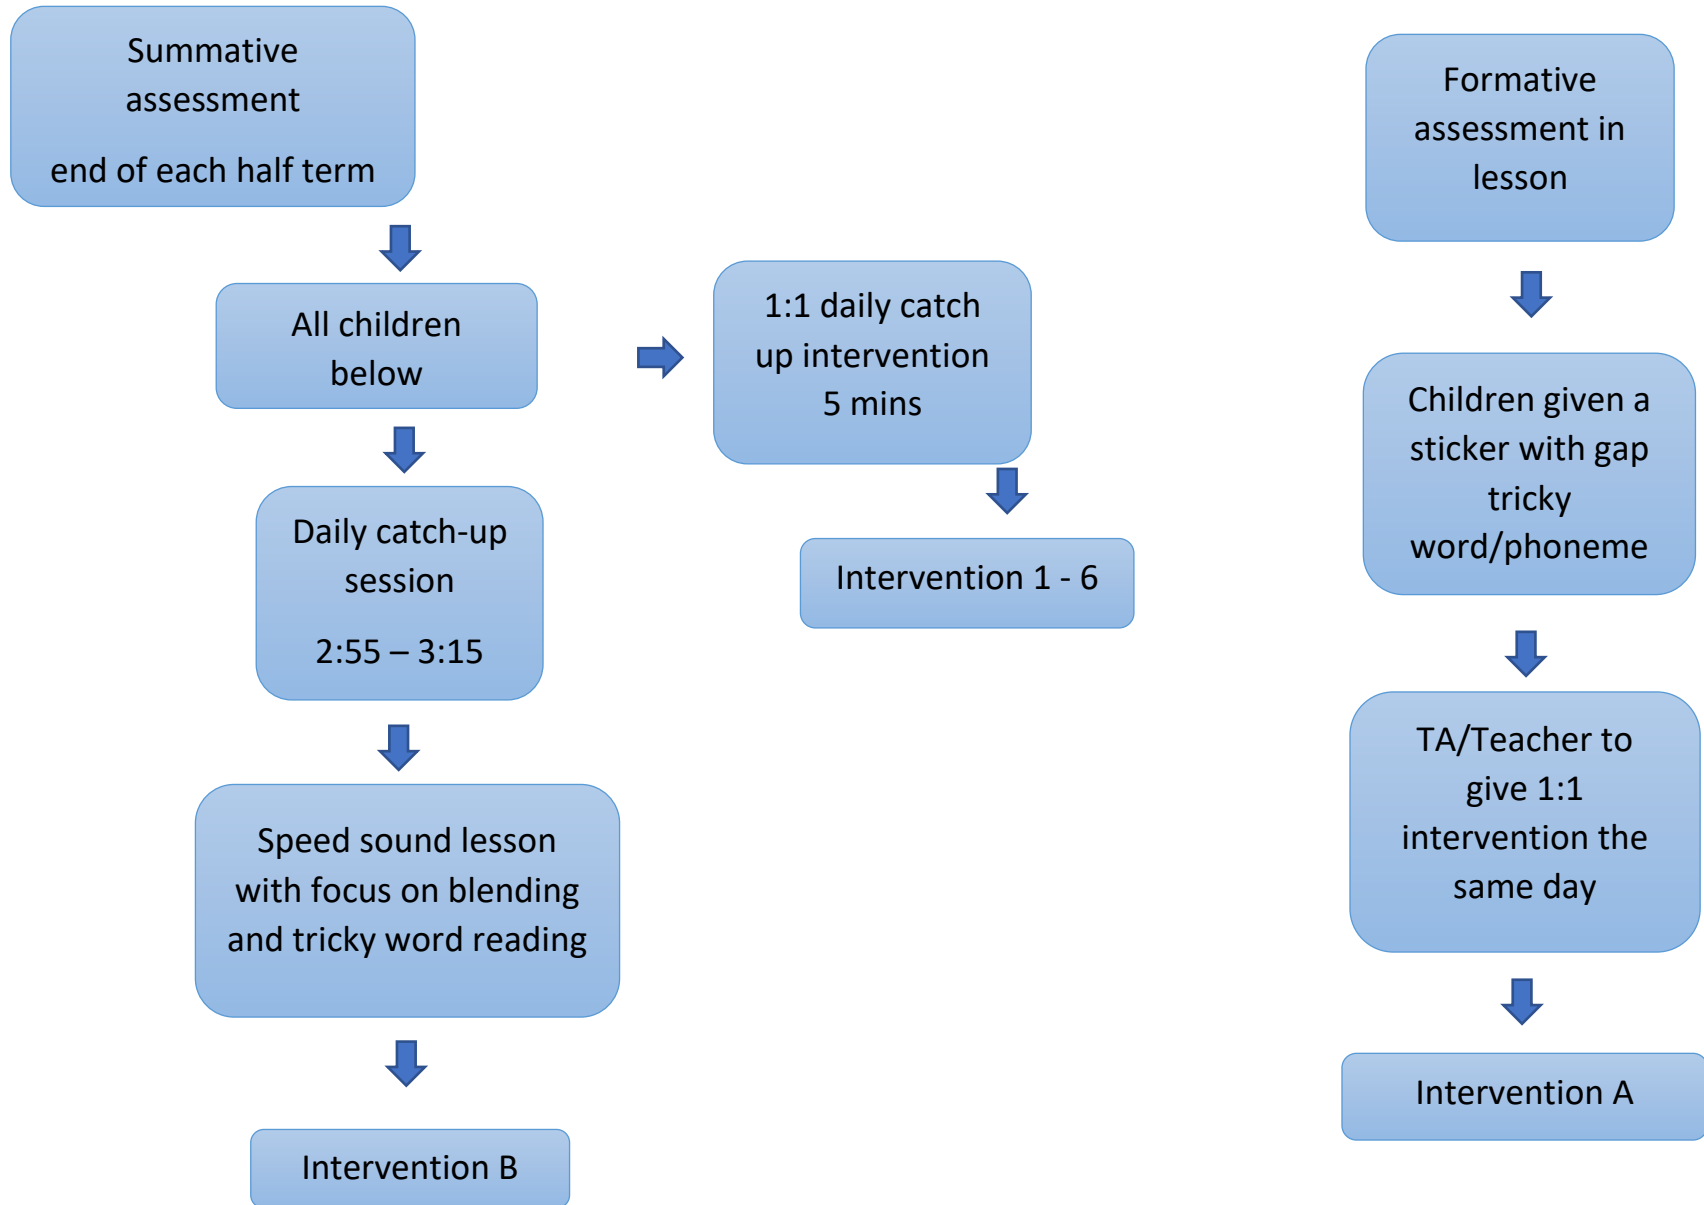 Summative
assessment
end of each half term
All children
below
1:1 daily catch
up intervention
5 mins
Intervention 1 - 6
Daily catch-up
session
2:55 – 3:15
Speed sound lesson
with focus on blending
and tricky word reading
Intervention B
Formative
assessment in
lesson
Children given a
sticker with gap
tricky
word/phoneme
TA/Teacher to
give 1:1
intervention the
same day
Intervention A